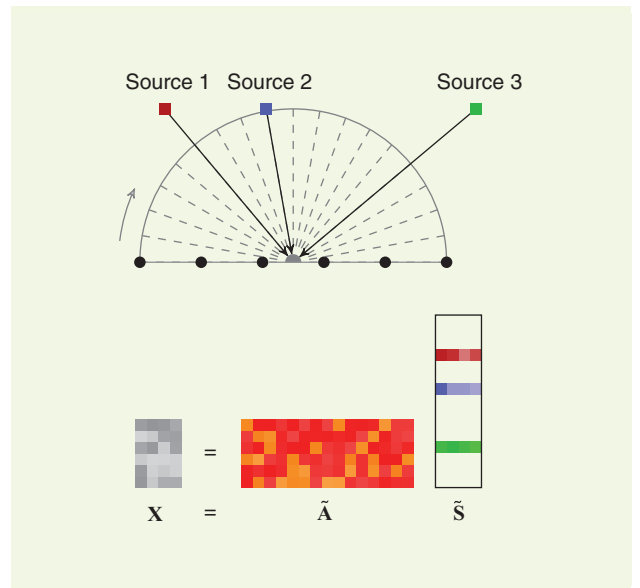 Source 1 Source 2 Source 3
=
X = Ã S̃